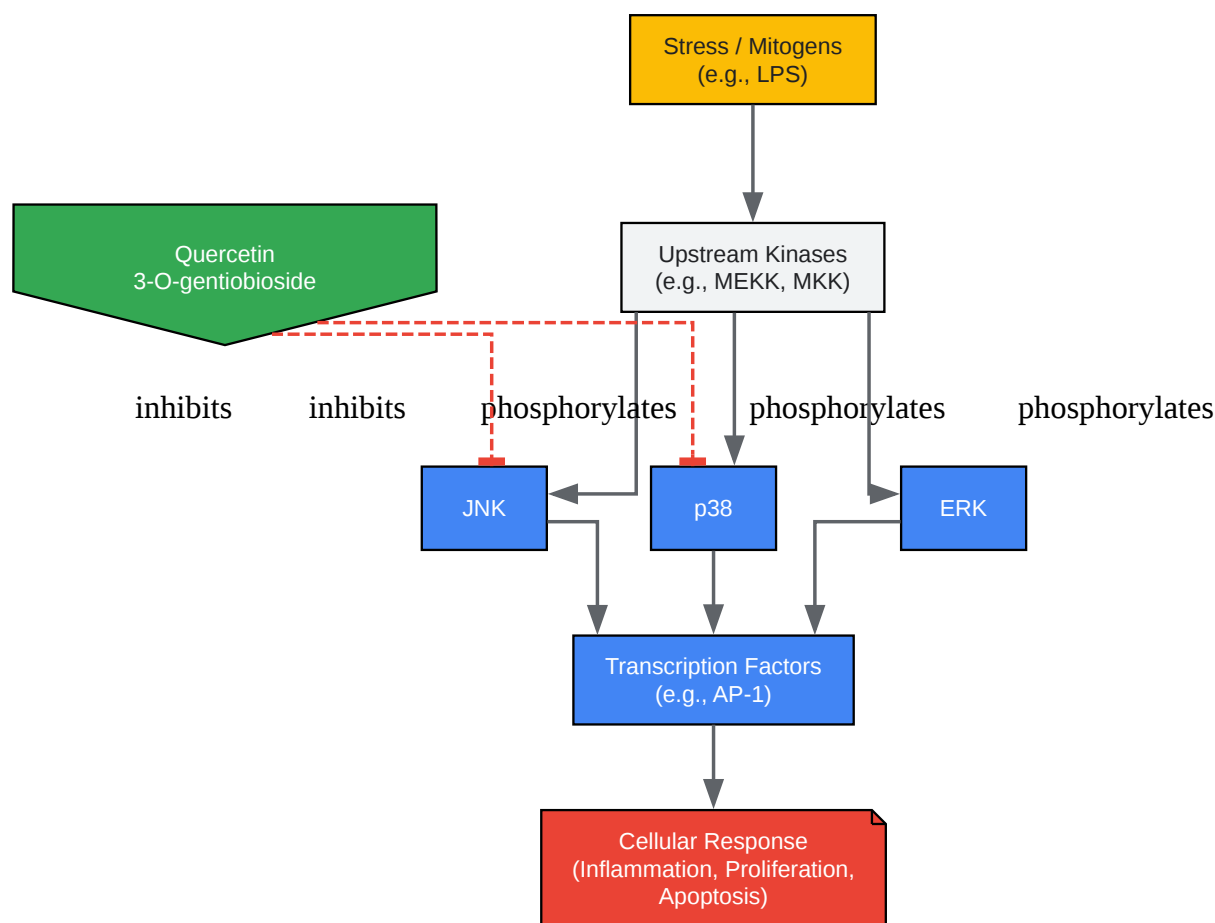 Stress / Mitogens
(e.g., LPS)
Quercetin
3-O-gentiobioside
Upstream Kinases
(e.g., MEKK, MKK)
inhibits
inhibits
phosphorylates
phosphorylates
phosphorylates
JNK
p38
ERK
Transcription Factors
(e.g., AP-1)
Cellular Response
(Inflammation, Proliferation,
Apoptosis)